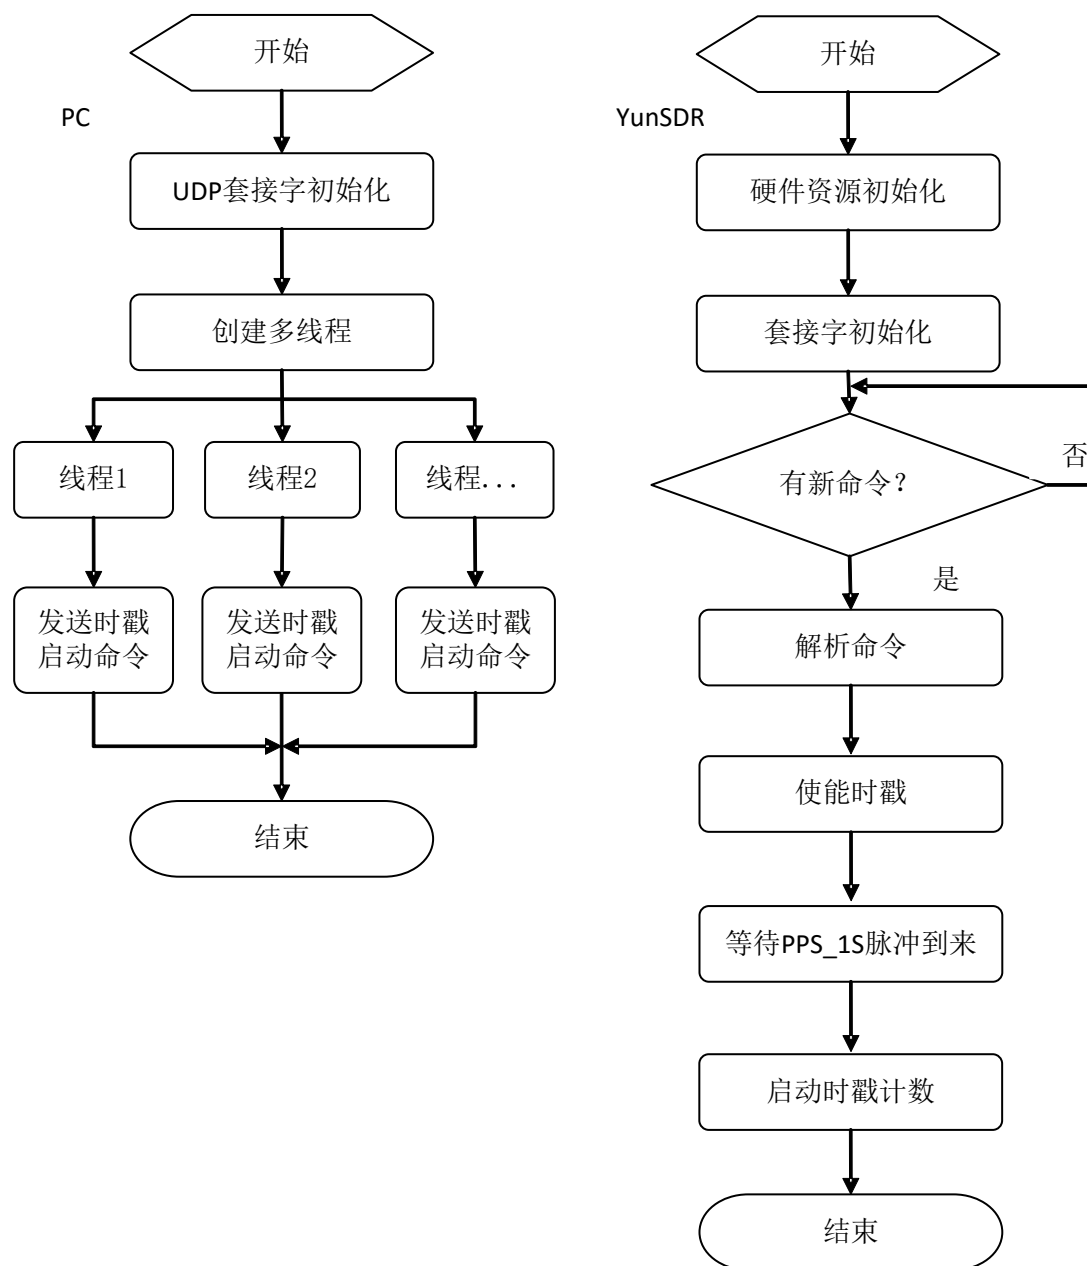 开始
PC
UDP套接字初始化
创建多线程
线程1
线程2
线程...
发送时戳
启动命令
发送时戳
启动命令
发送时戳
启动命令
结束
开始
YunSDR
硬件资源初始化
套接字初始化
有新命令？
否
是
解析命令
使能时戳
等待PPS_1S脉冲到来
启动时戳计数
结束